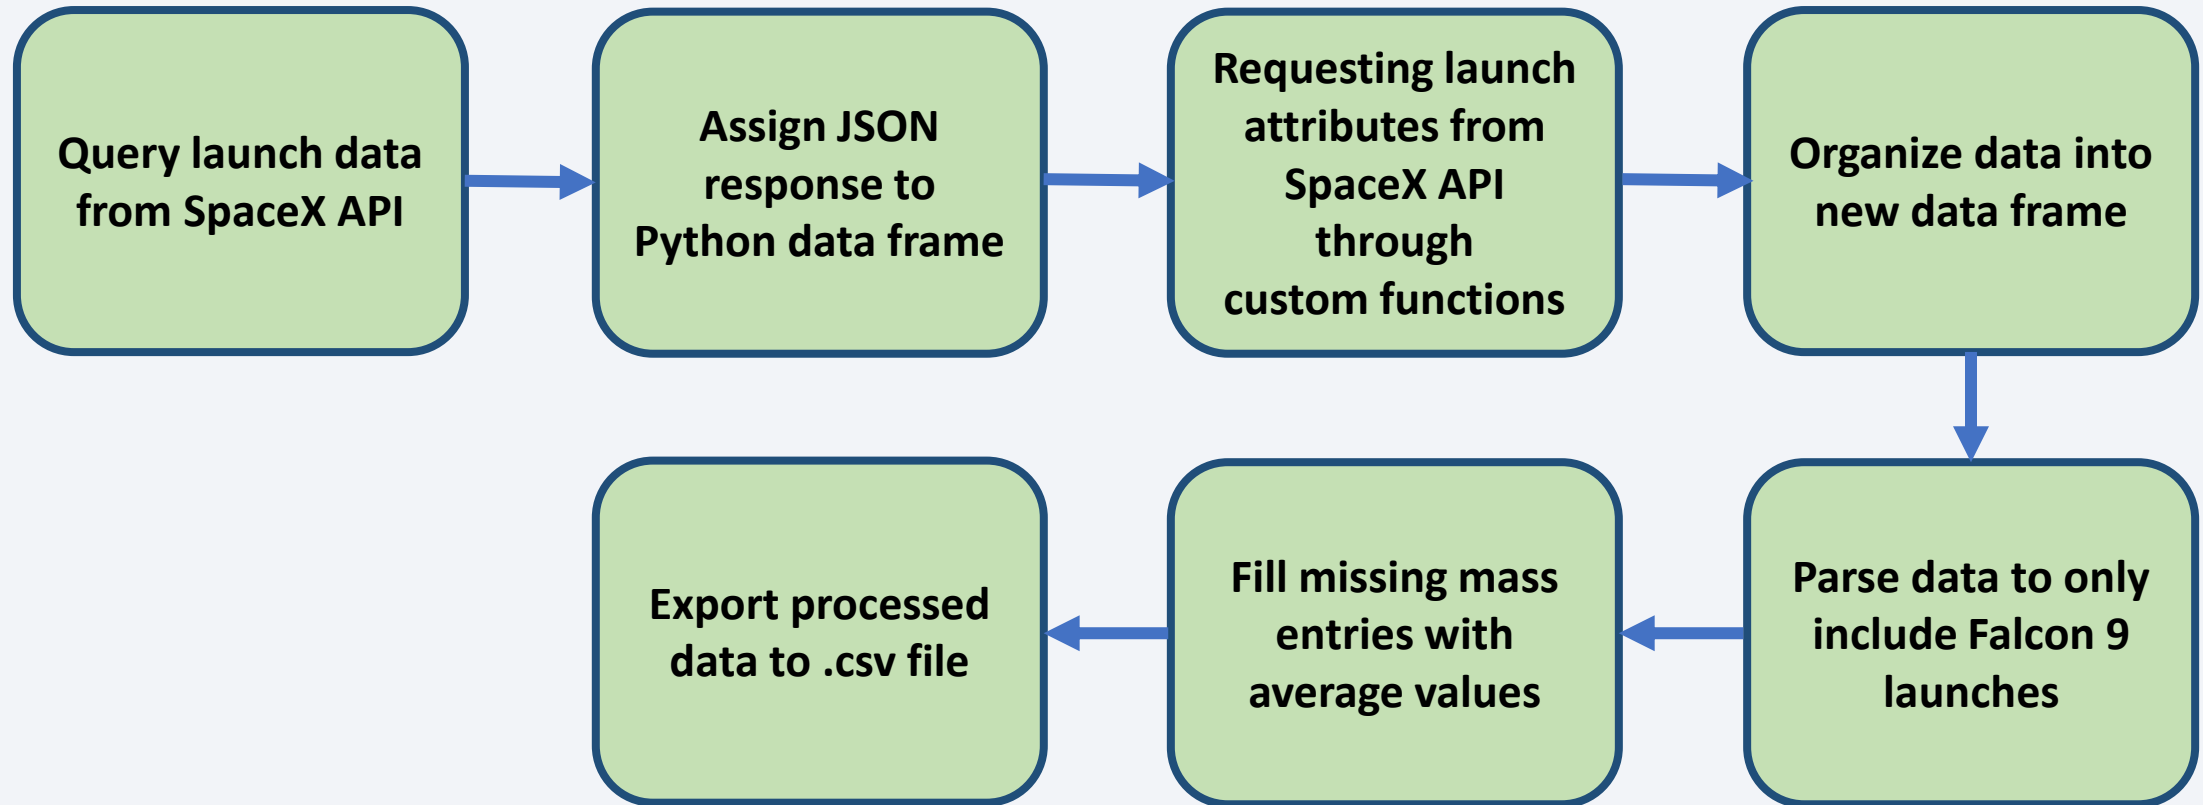 Query launch data
from SpaceX API
Assign JSON
response to
Python data frame
Requesting launch
attributes from
SpaceX API
through
custom functions
Organize data into
new data frame
Parse data to only
include Falcon 9
launches
Fill missing mass
entries with
average values
Export processed
data to .csv file